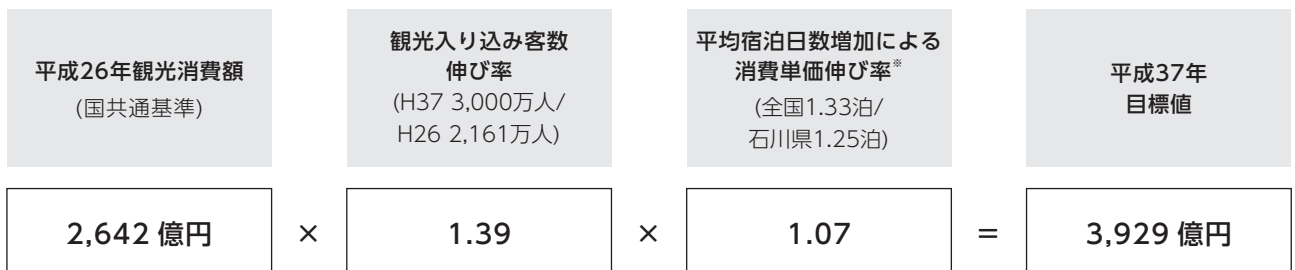 平成26年観光消費額
(国共通基準)
観光入り込み客数
伸び率
(H37 3,000万人/
H26 2,161万人)
平均宿泊日数増加による
消費単価伸び率※
(全国1.33泊/
石川県1.25泊)
平成37年
目標値
2,642 億円 × 1.39 × 1.07 = 3,929 億円